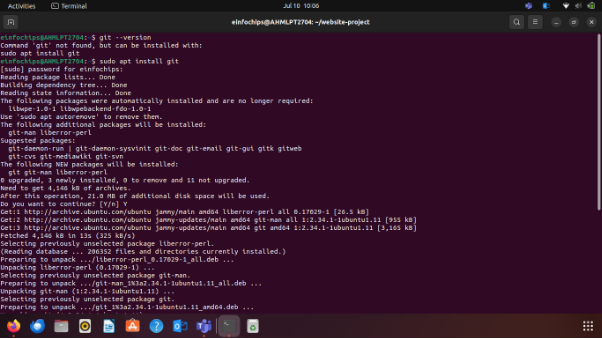 Activities Terminal Jul 10 10:06
einfochips@AHMLPT2704: ~/website-project
einfochips@AHMLPT2704:~$ git --version
Command 'git' not found, but can be installed with:
sudo apt install git
einfochips@AHMLPT2704:~$ sudo apt install git
[sudo] password for einfochips:
Reading package lists... Done
Building dependency tree... Done
Reading state information... Done
The following packages were automatically installed and are no longer required:
  libwpe-1.0-1 libwpebackend-fdo-1.0-1
Use 'sudo apt autoremove' to remove them.
The following additional packages will be installed:
  git-man liberror-perl
Suggested packages:
  git-daemon-run | git-daemon-sysvinit git-doc git-email git-gui gitk gitweb
  git-cvs git-mediawiki git-svn
The following NEW packages will be installed:
  git git-man liberror-perl
0 upgraded, 3 newly installed, 0 to remove and 11 not upgraded.
Need to get 4,146 kB of archives.
After this operation, 21.0 MB of additional disk space will be used.
Do you want to continue? [Y/n] Y
Get:1 http://archive.ubuntu.com/ubuntu jammy/main amd64 liberror-perl all 0.17029-1 [26.5 kB]
Get:2 http://archive.ubuntu.com/ubuntu jammy-updates/main amd64 git-man all 1:2.34.1-1ubuntu1.11 [955 kB]
Get:3 http://archive.ubuntu.com/ubuntu jammy-updates/main amd64 git amd64 1:2.34.1-1ubuntu1.11 [3,165 kB]
Fetched 4,146 kB in 13s (325 kB/s)
Selecting previously unselected package liberror-perl.
(Reading database ... 206352 files and directories currently installed.)
Preparing to unpack .../liberror-perl_0.17029-1_all.deb ...
Unpacking liberror-perl (0.17029-1) ...
Selecting previously unselected package git-man.
Preparing to unpack .../git-man_1%3a2.34.1-1ubuntu1.11_all.deb ...
Unpacking git-man (1:2.34.1-1ubuntu1.11) ...
Selecting previously unselected package git.
Preparing to unpack .../git_1%3a2.34.1-1ubuntu1.11_amd64.deb ...